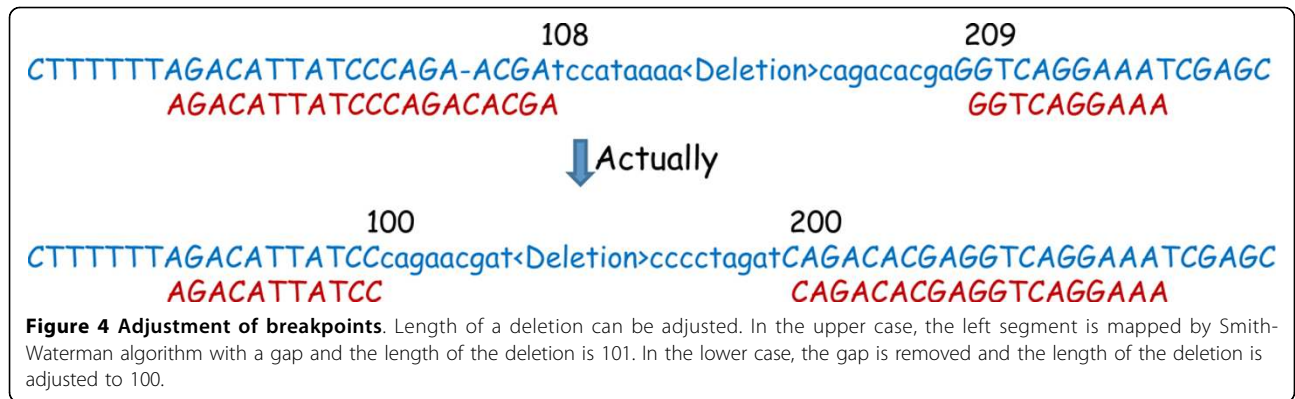 108 209
CTTTTTTAGACATTATCCCAGA-ACGAtccataaaa<Deletion>cagacacgaGGTCAGGAAATCGAGC
AGACATTATCCCAGACACGA GGTCAGGAAA
Actually
100 200
CTTTTTTAGACATTATCCcagaacgat<Deletion>cccctagatCAGACACGAGGTCAGGAAATCGAGC
AGACATTATCC CAGACACGAGGTCAGGAAA
Figure 4 Adjustment of breakpoints. Length of a deletion can be adjusted. In the upper case, the left segment is mapped by Smith-
Waterman algorithm with a gap and the length of the deletion is 101. In the lower case, the gap is removed and the length of the deletion is
adjusted to 100.